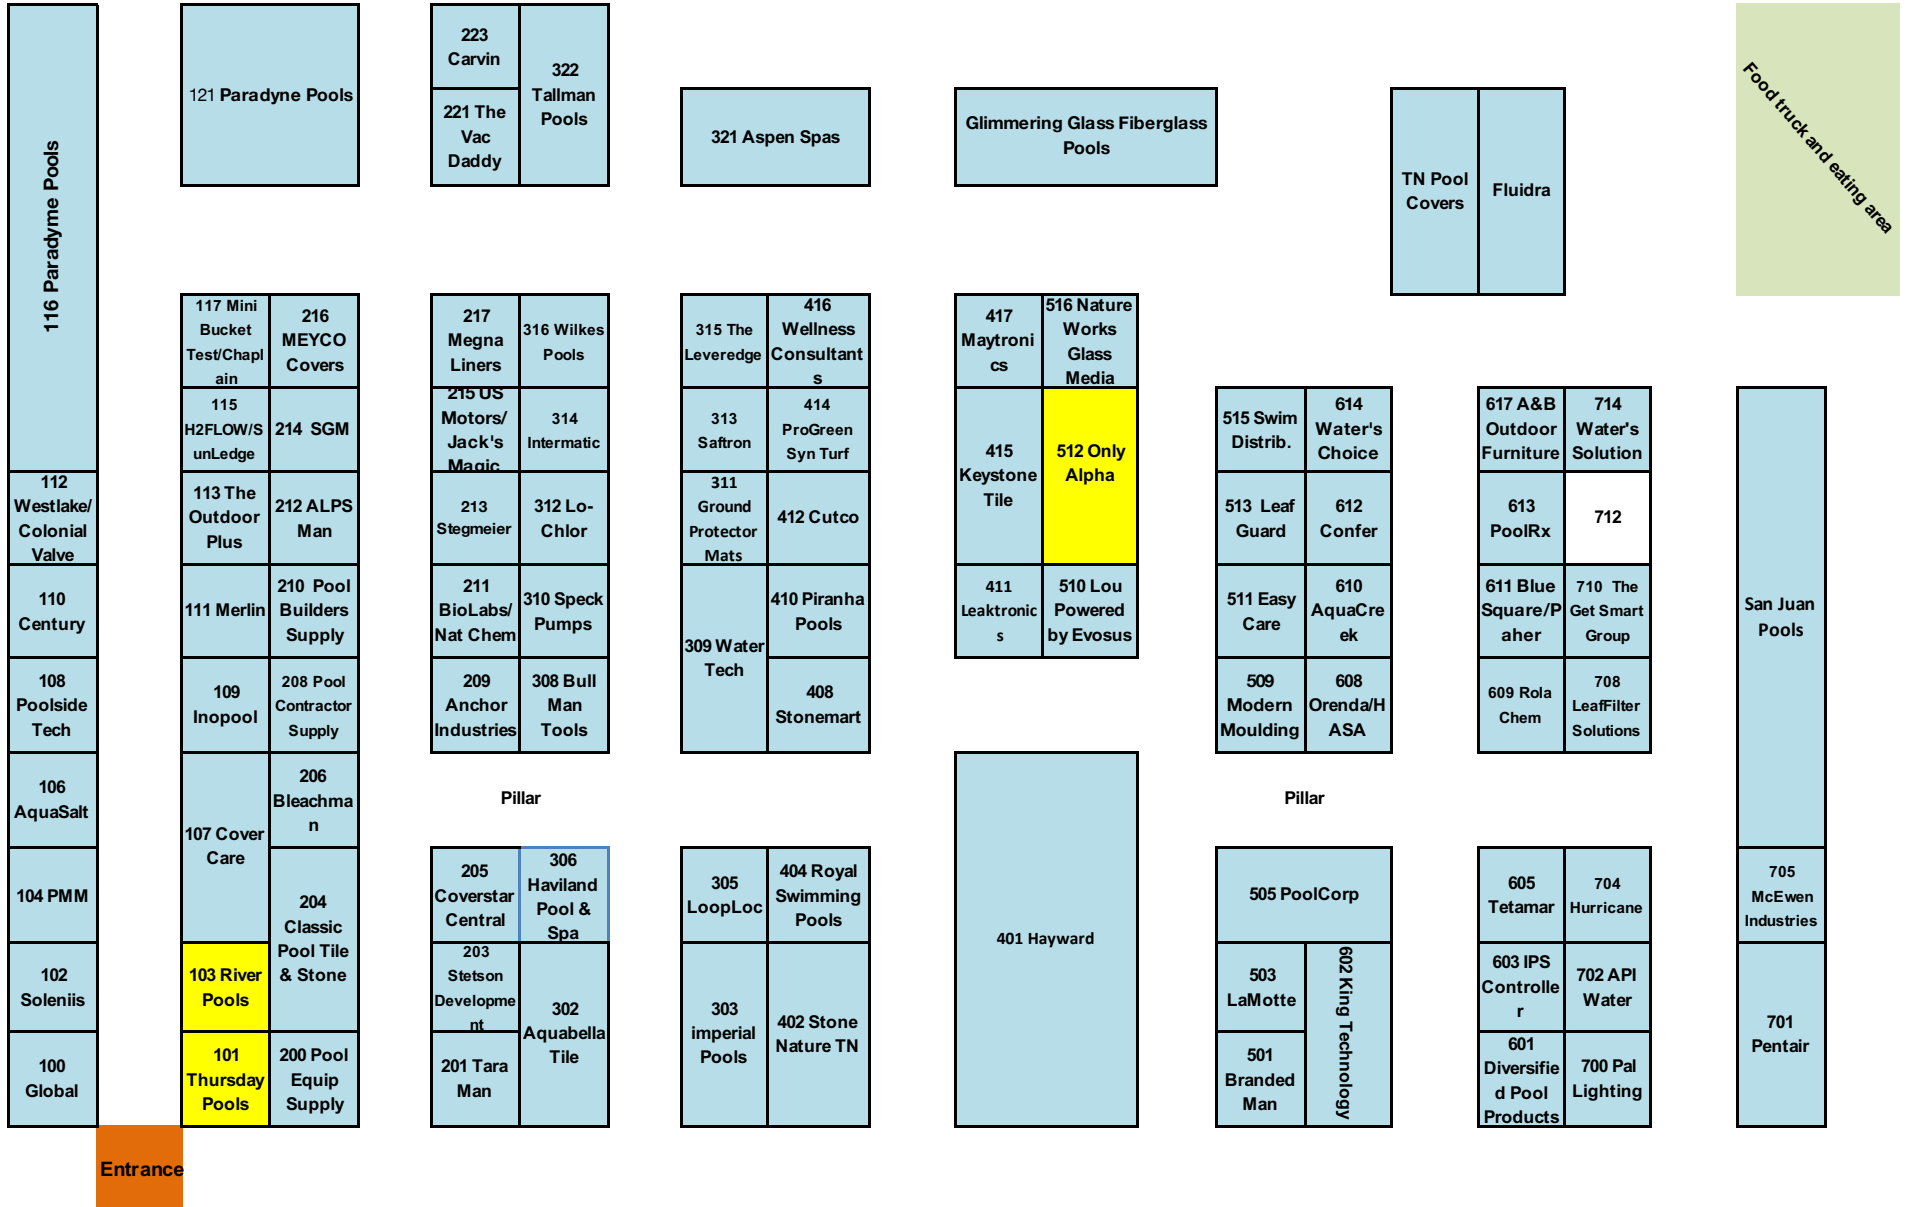 116 Paradyme Pools
121 Paradyne Pools
223
Carvin
221 The
Vac
Daddy
322
Tallman
Pools
321 Aspen Spas
Glimmering Glass Fiberglass
Pools
TN Pool
Covers
Fluidra
Food truck and eating area
117 Mini
Bucket
Test/Chapl
ain
216
MEYCO
Covers
217
Megna
Liners
316 Wilkes
Pools
315 The
Leveredge
416
Wellness
Consultant
s
417
Maytroni
cs
516 Nature
Works
Glass
Media
115
H2FLOW/S
unLedge
214 SGM
215 US
Motors/
Jack's
Magic
314
Intermatic
313
Saftron
414
ProGreen
Syn Turf
415
Keystone
Tile
512 Only
Alpha
515 Swim
Distrib.
614
Water's
Choice
617 A&B
Outdoor
Furniture
714
Water's
Solution
112
Westlake/
Colonial
Valve
113 The
Outdoor
Plus
212 ALPS
Man
213
Stegmeier
312 Lo-
Chlor
311
Ground
Protector
Mats
412 Cutco
513 Leaf
Guard
612
Confer
613
PoolRx
712
110
Century
111 Merlin
210 Pool
Builders
Supply
211
BioLabs/
Nat Chem
310 Speck
Pumps
309 Water
Tech
410 Piranha
Pools
411
Leaktronic
s
510 Lou
Powered
by Evosus
511 Easy
Care
610
AquaCre
ek
611 Blue
Square/P
aher
710 The
Get Smart
Group
San Juan
Pools
108
Poolside
Tech
109
Inopool
208 Pool
Contractor
Supply
209
Anchor
Industries
308 Bull
Man
Tools
408
Stonemart
509
Modern
Moulding
608
Orenda/H
ASA
609 Rola
Chem
708
LeafFilter
Solutions
106
AquaSalt
107 Cover
Care
206
Bleachma
n
Pillar
401 Hayward
Pillar
104 PMM
204
Classic
Pool Tile
& Stone
205
Coverstar
Central
306
Haviland
Pool &
Spa
305
LoopLoc
404 Royal
Swimming
Pools
505 PoolCorp
605
Tetamar
704
Hurricane
705
McEwen
Industries
102
Soleniis
103 River
Pools
203
Stetson
Developme
nt
302
Aquabella
Tile
303
imperial
Pools
402 Stone
Nature TN
503
LaMotte
602 King Technology
603 IPS
Controlle
r
702 API
Water
701
Pentair
100
Global
101
Thursday
Pools
200 Pool
Equip
Supply
201 Tara
Man
501
Branded
Man
601
Diversifie
d Pool
Products
700 Pal
Lighting
Entrance